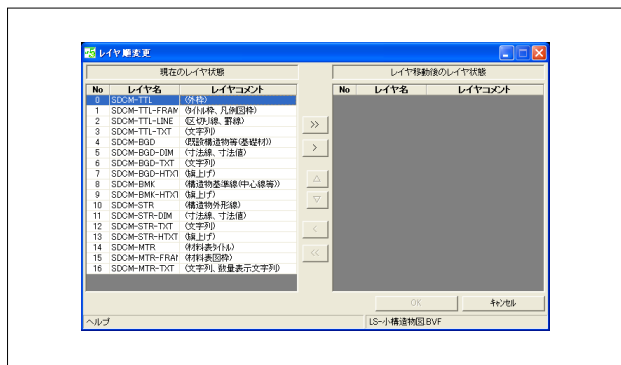 レイヤ順変更
現在のレイヤ状態
レイヤ移動後のレイヤ状態
No レイヤ名 レイヤコメント
No レイヤ名 レイヤコメント
0 SDCM-TTL (外枠)
1 SDCM-TTL-FRAM (タイトル枠、凡例図枠)
2 SDCM-TTL-LINE (区切り線、罫線)
3 SDCM-TTL-TXT (文字列)
4 SDCM-BGD (既設構造物等(基礎材))
5 SDCM-BGD-DIM (寸法線、寸法値)
6 SDCM-BGD-TXT (文字列)
7 SDCM-BGD-HTXT (旗上げ)
8 SDCM-BMK (構造物基準線(中心線等))
9 SDCM-BMK-HTXT (旗上げ)
10 SDCM-STR (構造物外形線)
11 SDCM-STR-DIM (寸法線、寸法値)
12 SDCM-STR-TXT (文字列)
13 SDCM-STR-HTXT (旗上げ)
14 SDCM-MTR (材料表タイトル)
15 SDCM-MTR-FRAM (材料表図枠)
16 SDCM-MTR-TXT (文字列、数量表示文字列)
>>
>
△
▽
<
<<
OK キャンセル
ヘルプ
LS-小構造物図.BVF